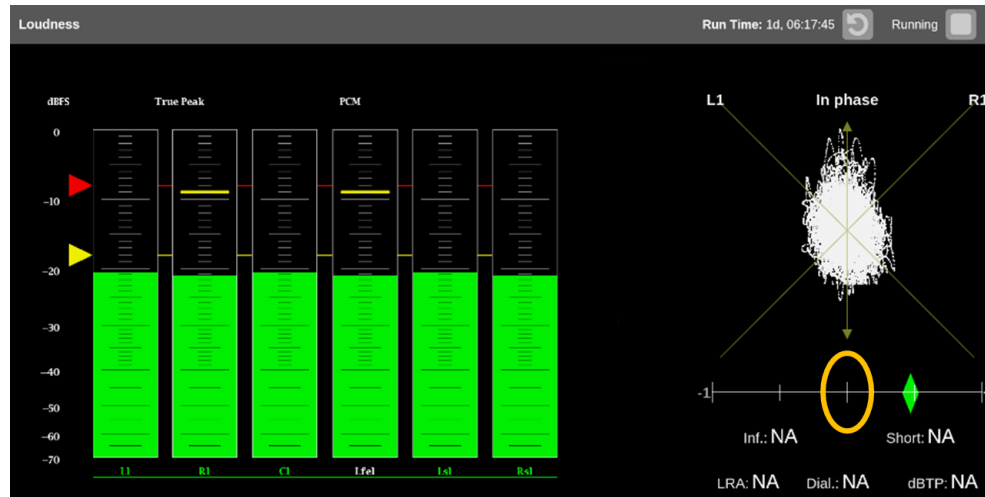 Loudness
Run Time: 1d, 06:17:45
Running
dBFS
True Peak
PCM
0
-10
-20
-30
-40
-50
-60
-70
L1
R1
C1
Lfe1
Ls1
Rs1
L1
In phase
R1
-1
Inf.: NA
Short: NA
LRA: NA
Dial.: NA
dBTP: NA